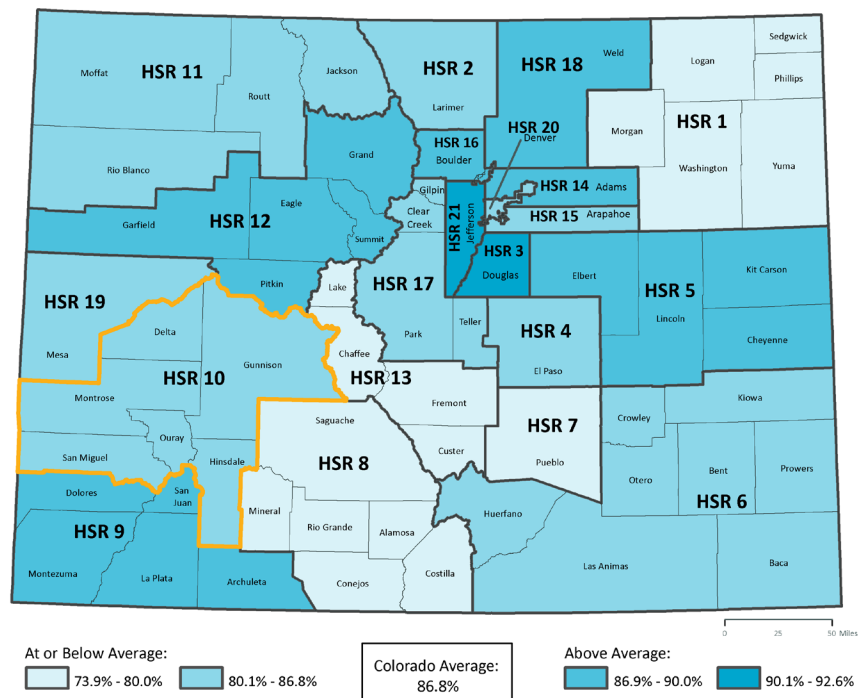 HSR 11
Moffat
Routt
Jackson
Rio Blanco
HSR 2
Larimer
HSR 18
Weld
Logan
Sedgwick
Phillips
HSR 1
Morgan
Washington
Yuma
HSR 20
Denver
HSR 16
Boulder
Grand
Gilpin
Clear
Creek
HSR 21
Jefferson
HSR 14
Adams
HSR 15
Arapahoe
HSR 12
Garfield
Eagle
Summit
Pitkin
HSR 3
Douglas
Elbert
HSR 5
Lincoln
Kit Carson
Cheyenne
HSR 17
Park
Teller
Lake
HSR 19
Mesa
Delta
HSR 10
Gunnison
Montrose
Ouray
San Miguel
Hinsdale
Chaffee
HSR 13
Fremont
Custer
HSR 4
El Paso
HSR 7
Pueblo
Crowley
Kiowa
Otero
Bent
Prowers
HSR 6
Huerfano
Las Animas
Baca
Saguache
HSR 8
Mineral
Rio Grande
Alamosa
Conejos
Costilla
Dolores
San
Juan
HSR 9
Montezuma
La Plata
Archuleta
0 25 50 Miles
At or Below Average:
73.9% - 80.0%
80.1% - 86.8%
Colorado Average:
86.8%
Above Average:
86.9% - 90.0%
90.1% - 92.6%